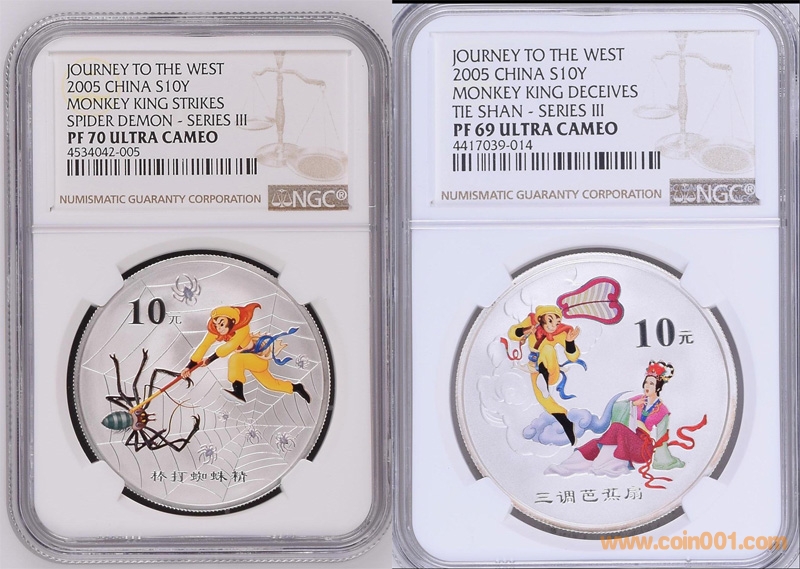 JOURNEY TO THE WEST
2005 CHINA S10Y
MONKEY KING STRIKES
SPIDER DEMON - SERIES III
PF 70 ULTRA CAMEO
4534042-005
NUMISMATIC GUARANTY CORPORATION
NGC®
10元
棒打蜘蛛精
JOURNEY TO THE WEST
2005 CHINA S10Y
MONKEY KING DECEIVES
TIE SHAN - SERIES III
PF 69 ULTRA CAMEO
4417039-014
NUMISMATIC GUARANTY CORPORATION
NGC®
10元
三调芭蕉扇
www.coin001.com